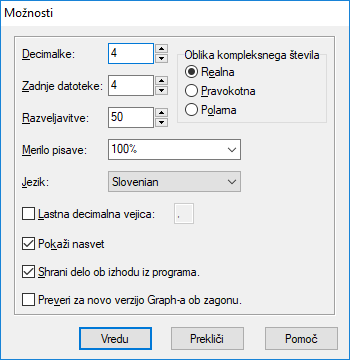 Možnosti
Decimalke: 4
Zadnje datoteke: 4
Razveljavitve: 50
Oblika kompleksnega števila
Realna
Pravokotna
Polarna
Merilo pisave: 100%
Jezik: Slovenian
Lastna decimalna vejica: .
Pokaži nasvet
Shrani delo ob izhodu iz programa.
Preveri za novo verzijo Graph-a ob zagonu.
Vredu Prekliči Pomoč